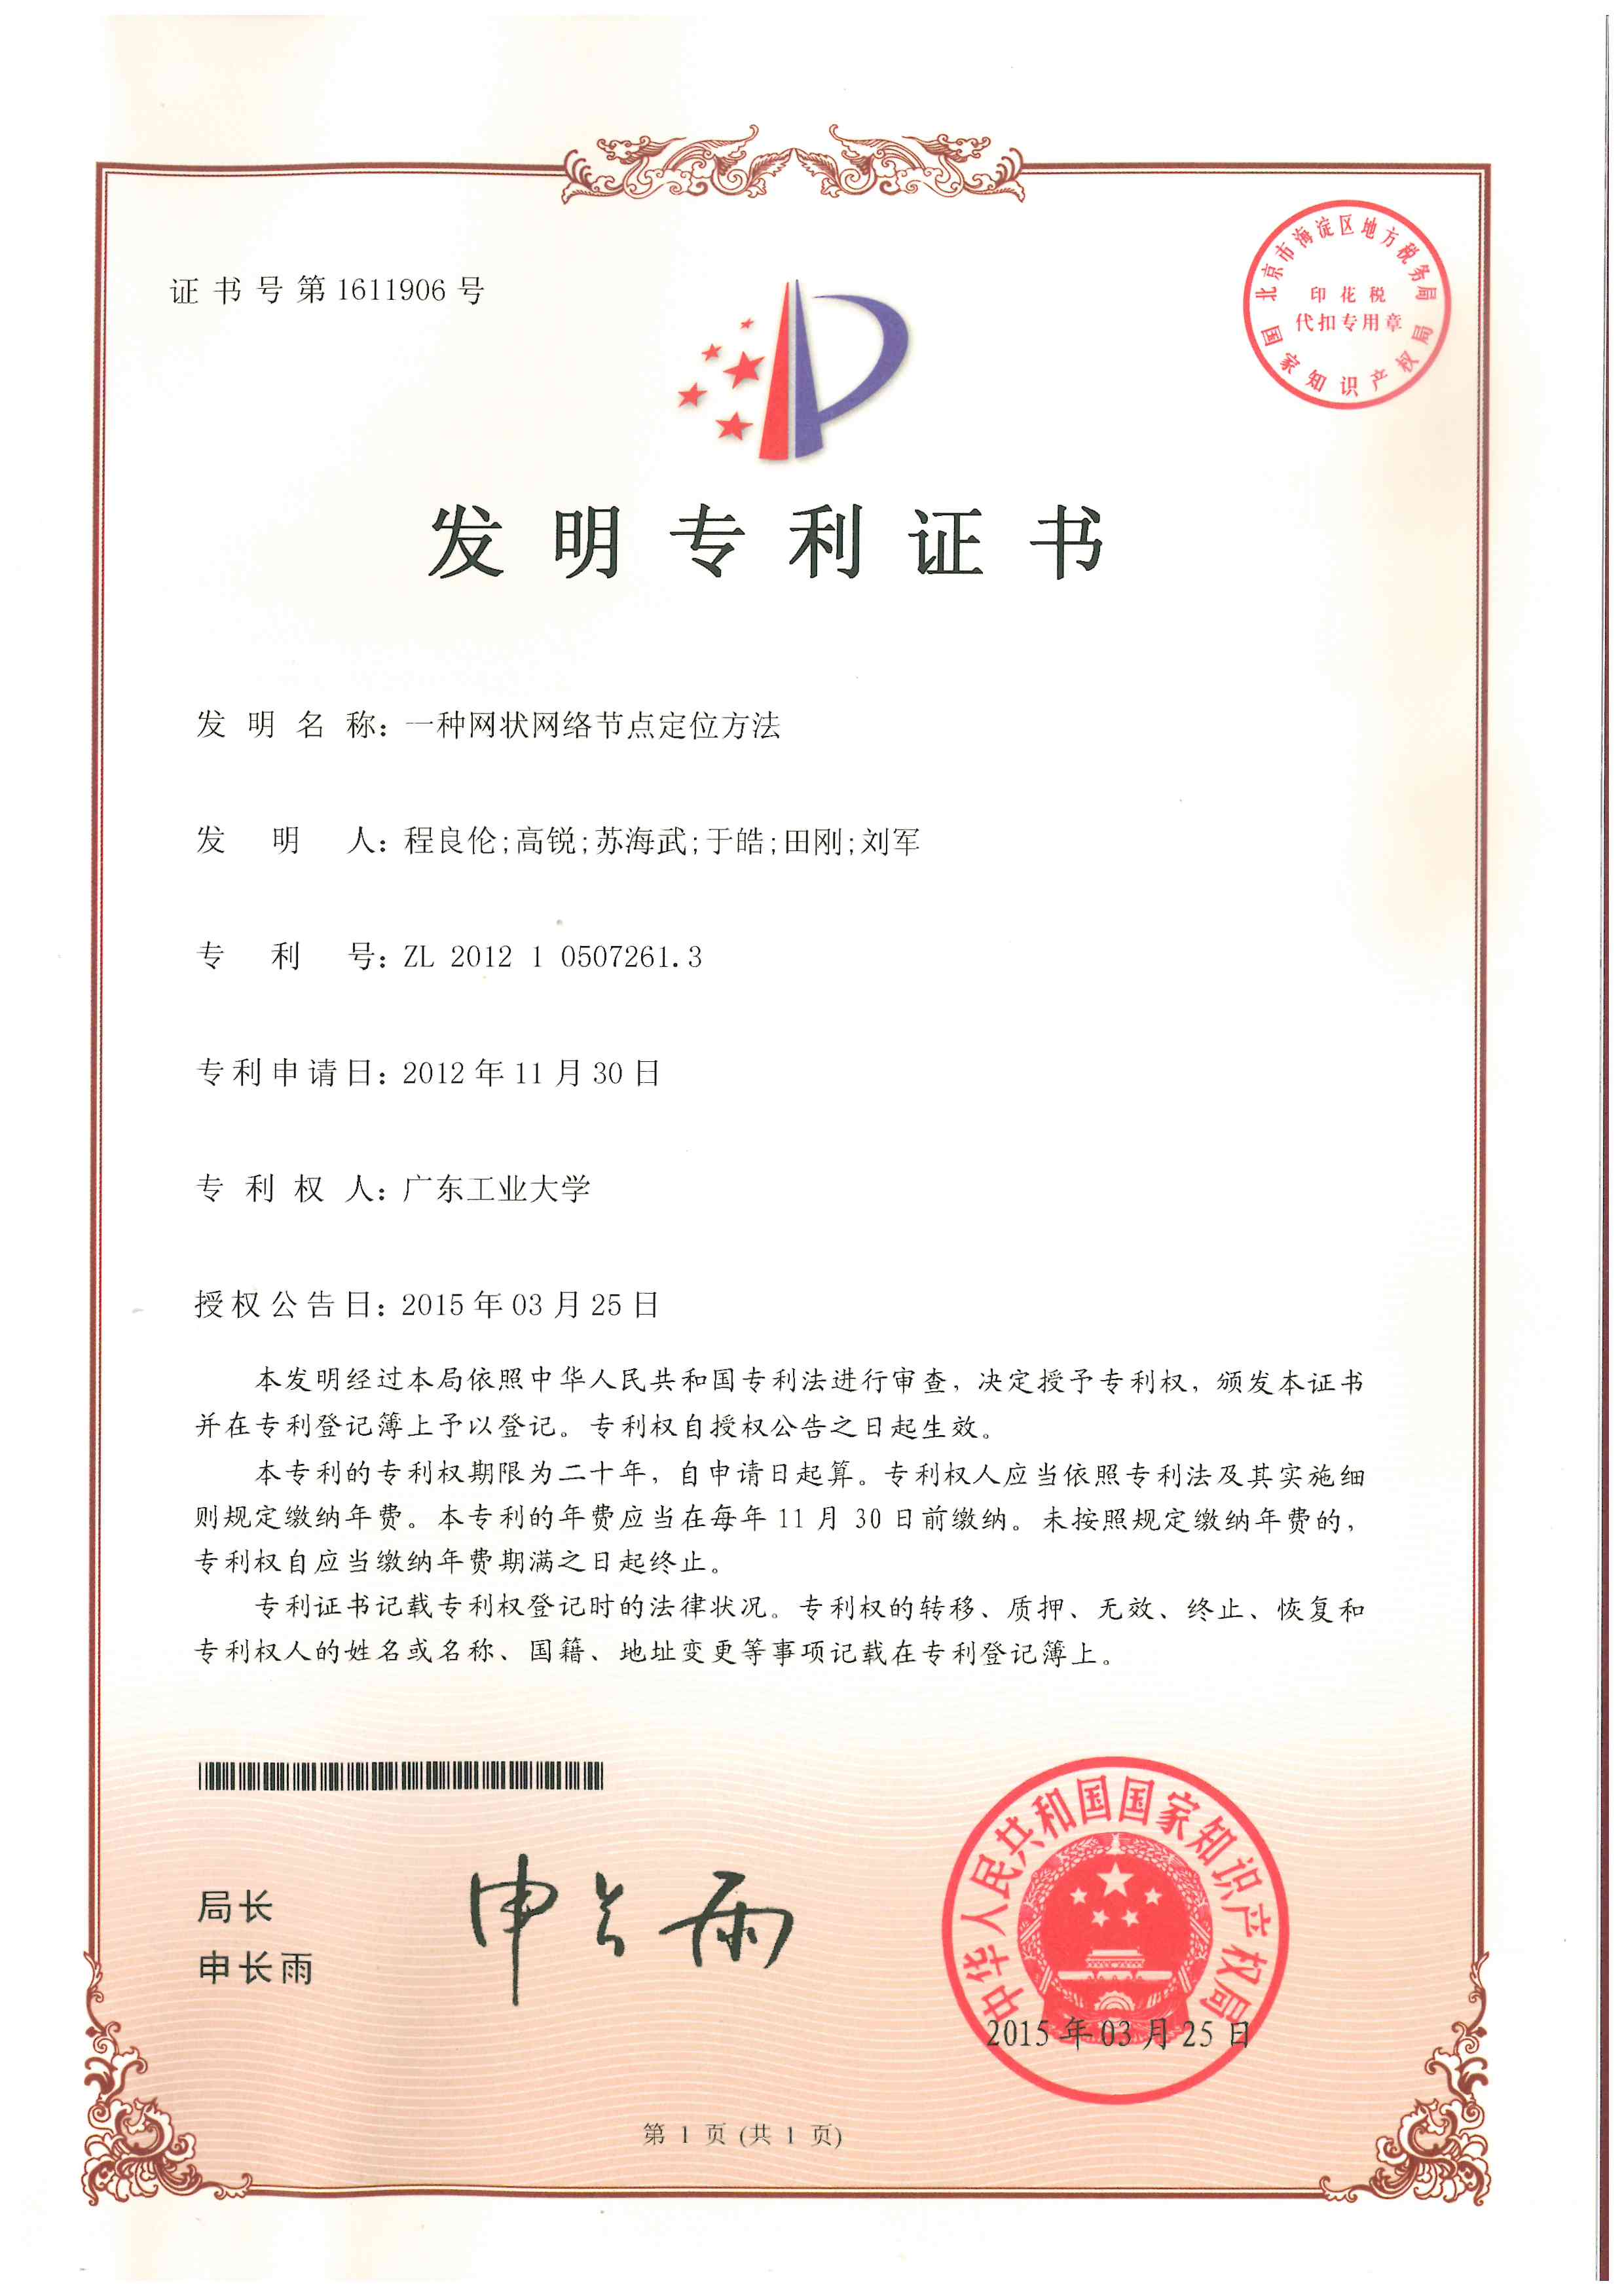 证书号第1611906号
北京市海淀区地方税务局
印花税
代扣专用章
国家知识产权局
发明专利证书
发明名称：一种网状网络节点定位方法
发明人：程良伦;高锐;苏海武;于皓;田刚;刘军
专利号：ZL 2012 1 0507261.3
专利申请日：2012年11月30日
专利权人：广东工业大学
授权公告日：2015年03月25日
本发明经过本局依照中华人民共和国专利法进行审查，决定授予专利权，颁发本证书
并在专利登记簿上予以登记。专利权自授权公告之日起生效。
本专利的专利权期限为二十年，自申请日起算。专利权人应当依照专利法及其实施细
则规定缴纳年费。本专利的年费应当在每年11月30日前缴纳。未按照规定缴纳年费的，
专利权自应当缴纳年费期满之日起终止。
专利证书记载专利权登记时的法律状况。专利权的转移、质押、无效、终止、恢复和
专利权人的姓名或名称、国籍、地址变更等事项记载在专利登记簿上。
局长
申长雨
申长雨
中华人民共和国国家知识产权局
2015年03月25日
第1页(共1页)